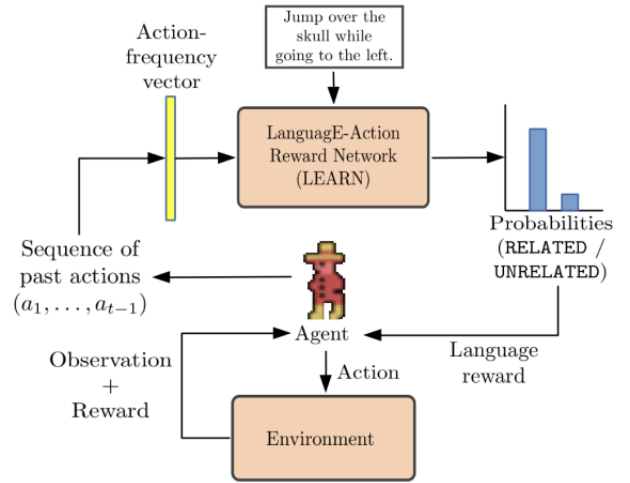 Action-
frequency
vector
Jump over the
skull while
going to the left.
LanguagE-Action
Reward Network
(LEARN)
Probabilities
(RELATED /
UNRELATED)
Sequence of
past actions
(a₁, . . . , aₜ₋₁)
Agent
Language
reward
Observation
+
Reward
Action
Environment